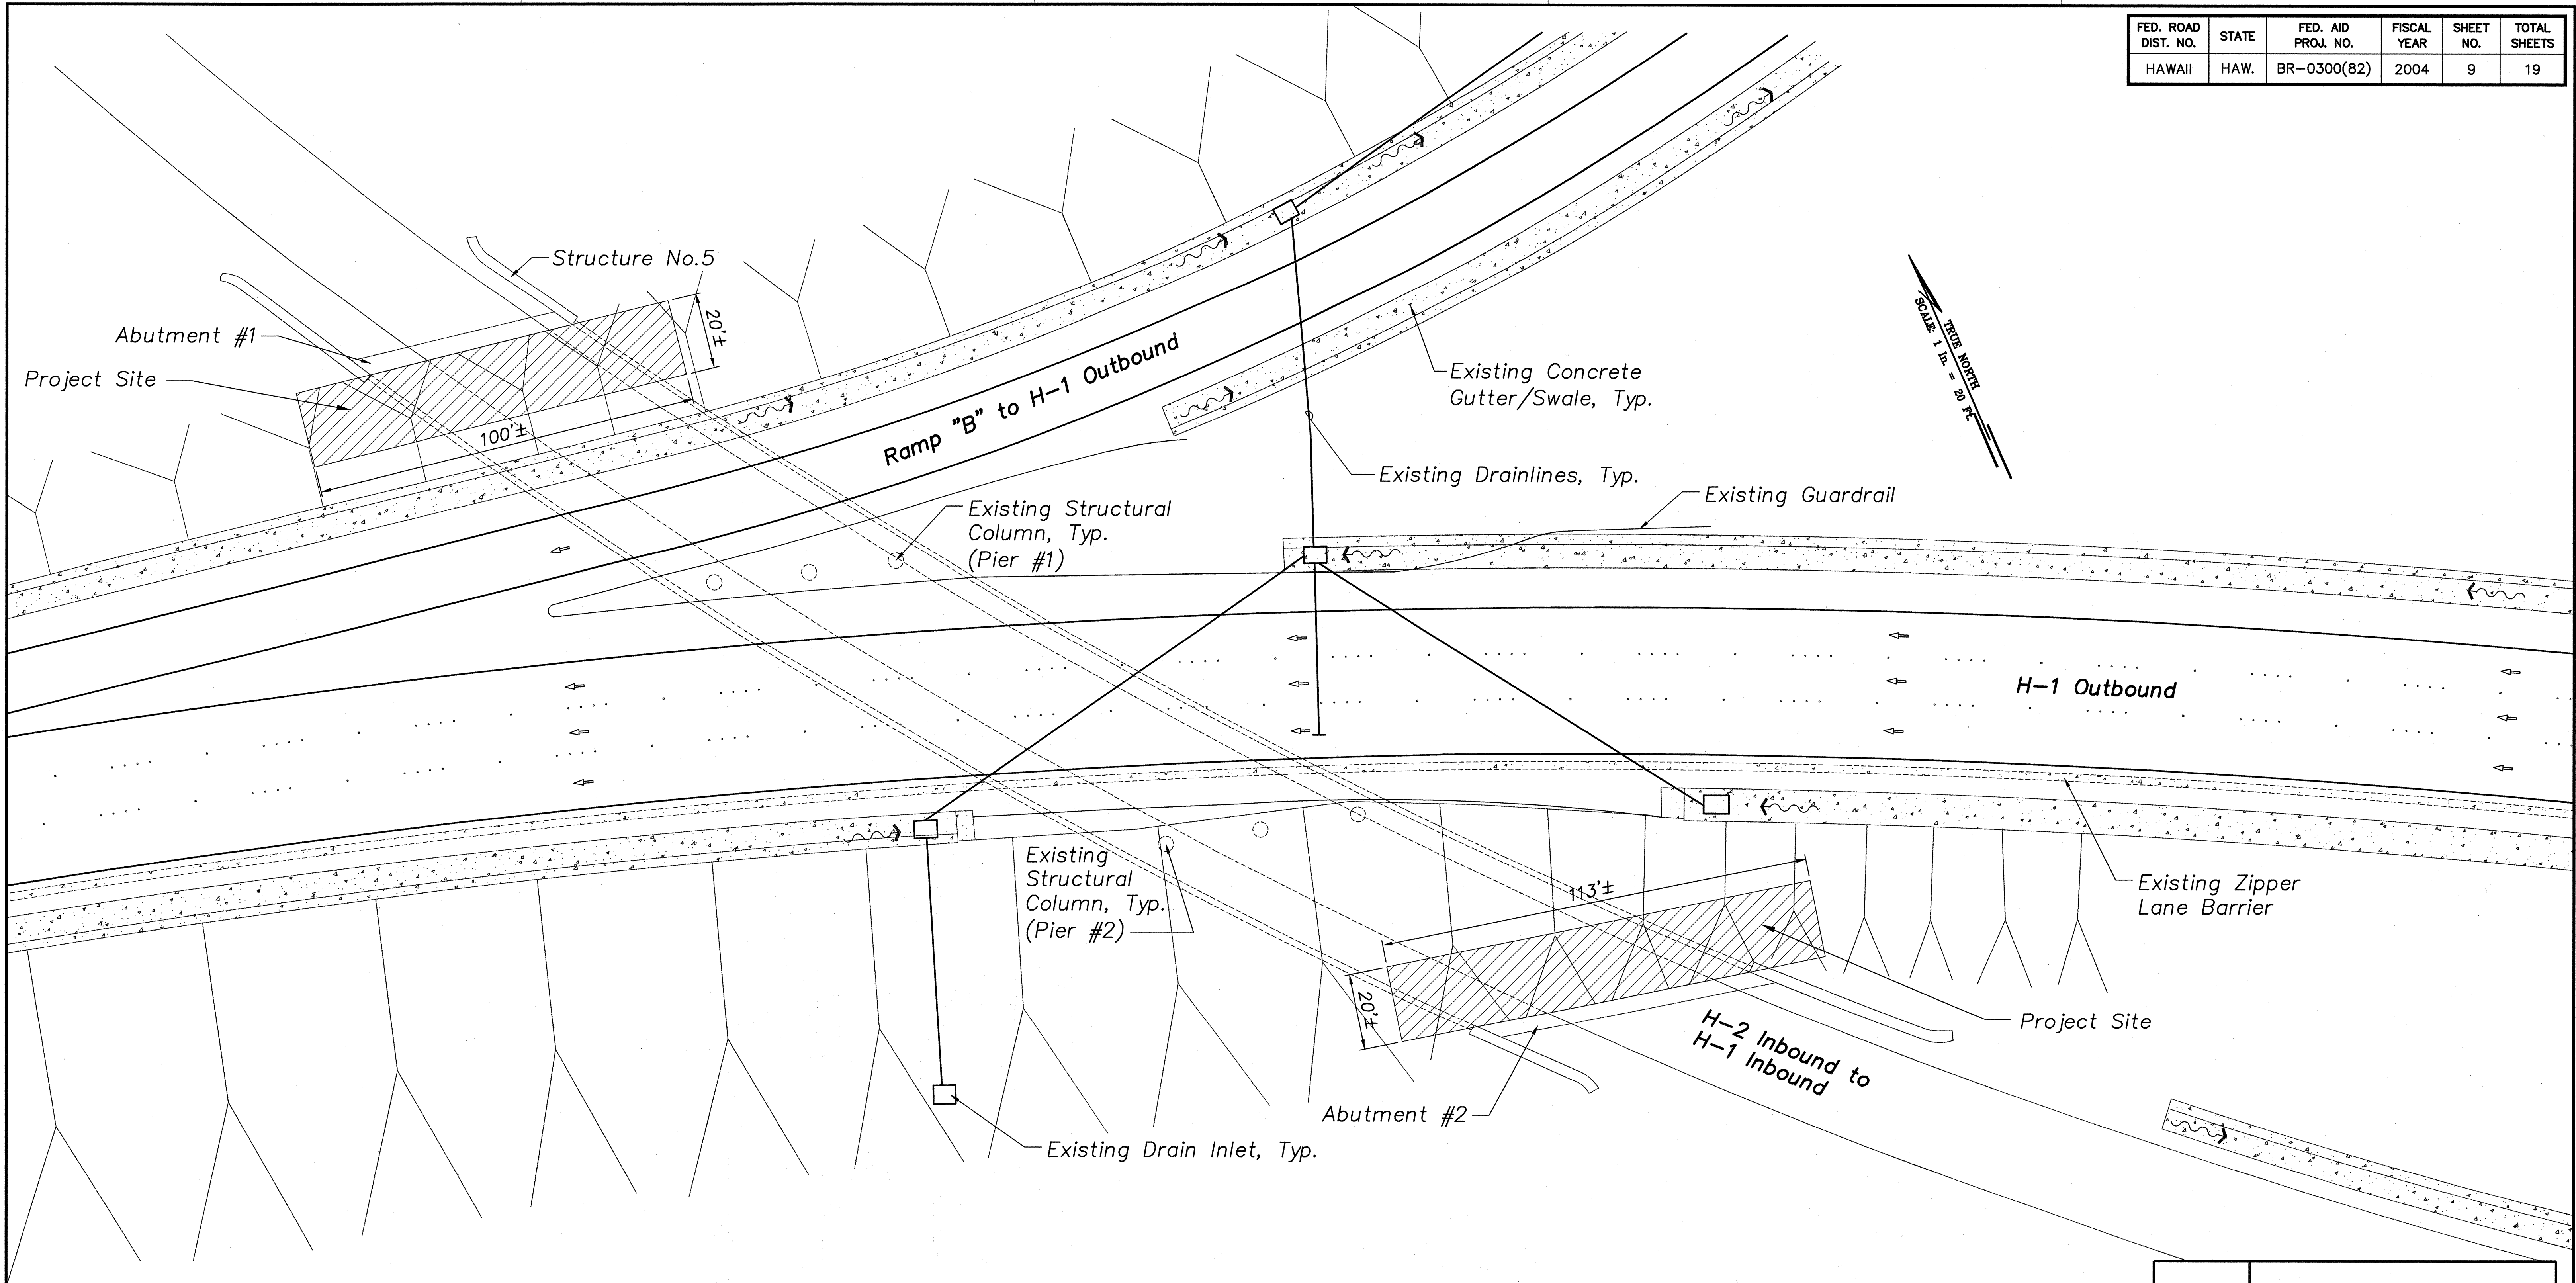 FED. ROAD DIST. NO.
STATE
FED. AID PROJ. NO.
FISCAL YEAR
SHEET NO.
TOTAL SHEETS
HAWAII
HAW.
BR-0300(82)
2004
9
19
Structure No.5
Abutment #1
Project Site
20'±
100'±
Ramp "B" to H-1 Outbound
Existing Concrete
Gutter/Swale, Typ.
TRUE NORTH
SCALE: 1 In. = 20 Ft.
Existing Drainlines, Typ.
Existing Guardrail
Existing Structural
Column, Typ.
(Pier #1)
H-1 Outbound
Existing
Structural
Column, Typ.
(Pier #2)
113'±
20'±
Existing Zipper
Lane Barrier
Project Site
H-2 Inbound to
H-1 Inbound
Abutment #2
Existing Drain Inlet, Typ.